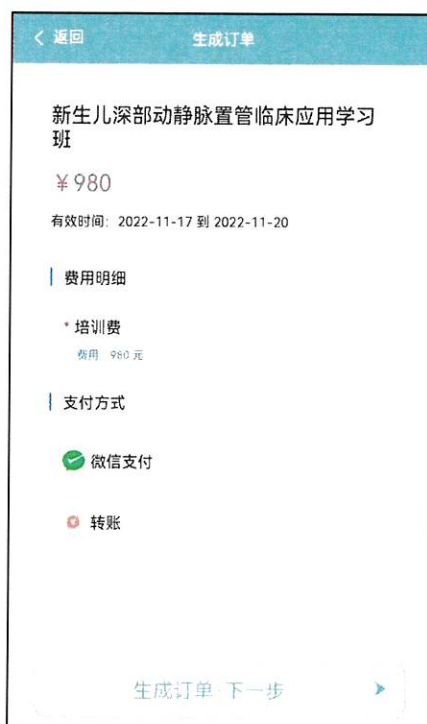 返回
生成订单
新生儿深部动静脉置管临床应用学习
班
¥980
有效时间: 2022-11-17 到 2022-11-20
费用明细
* 培训费
费用 980 元
支付方式
微信支付
转账
生成订单 下一步